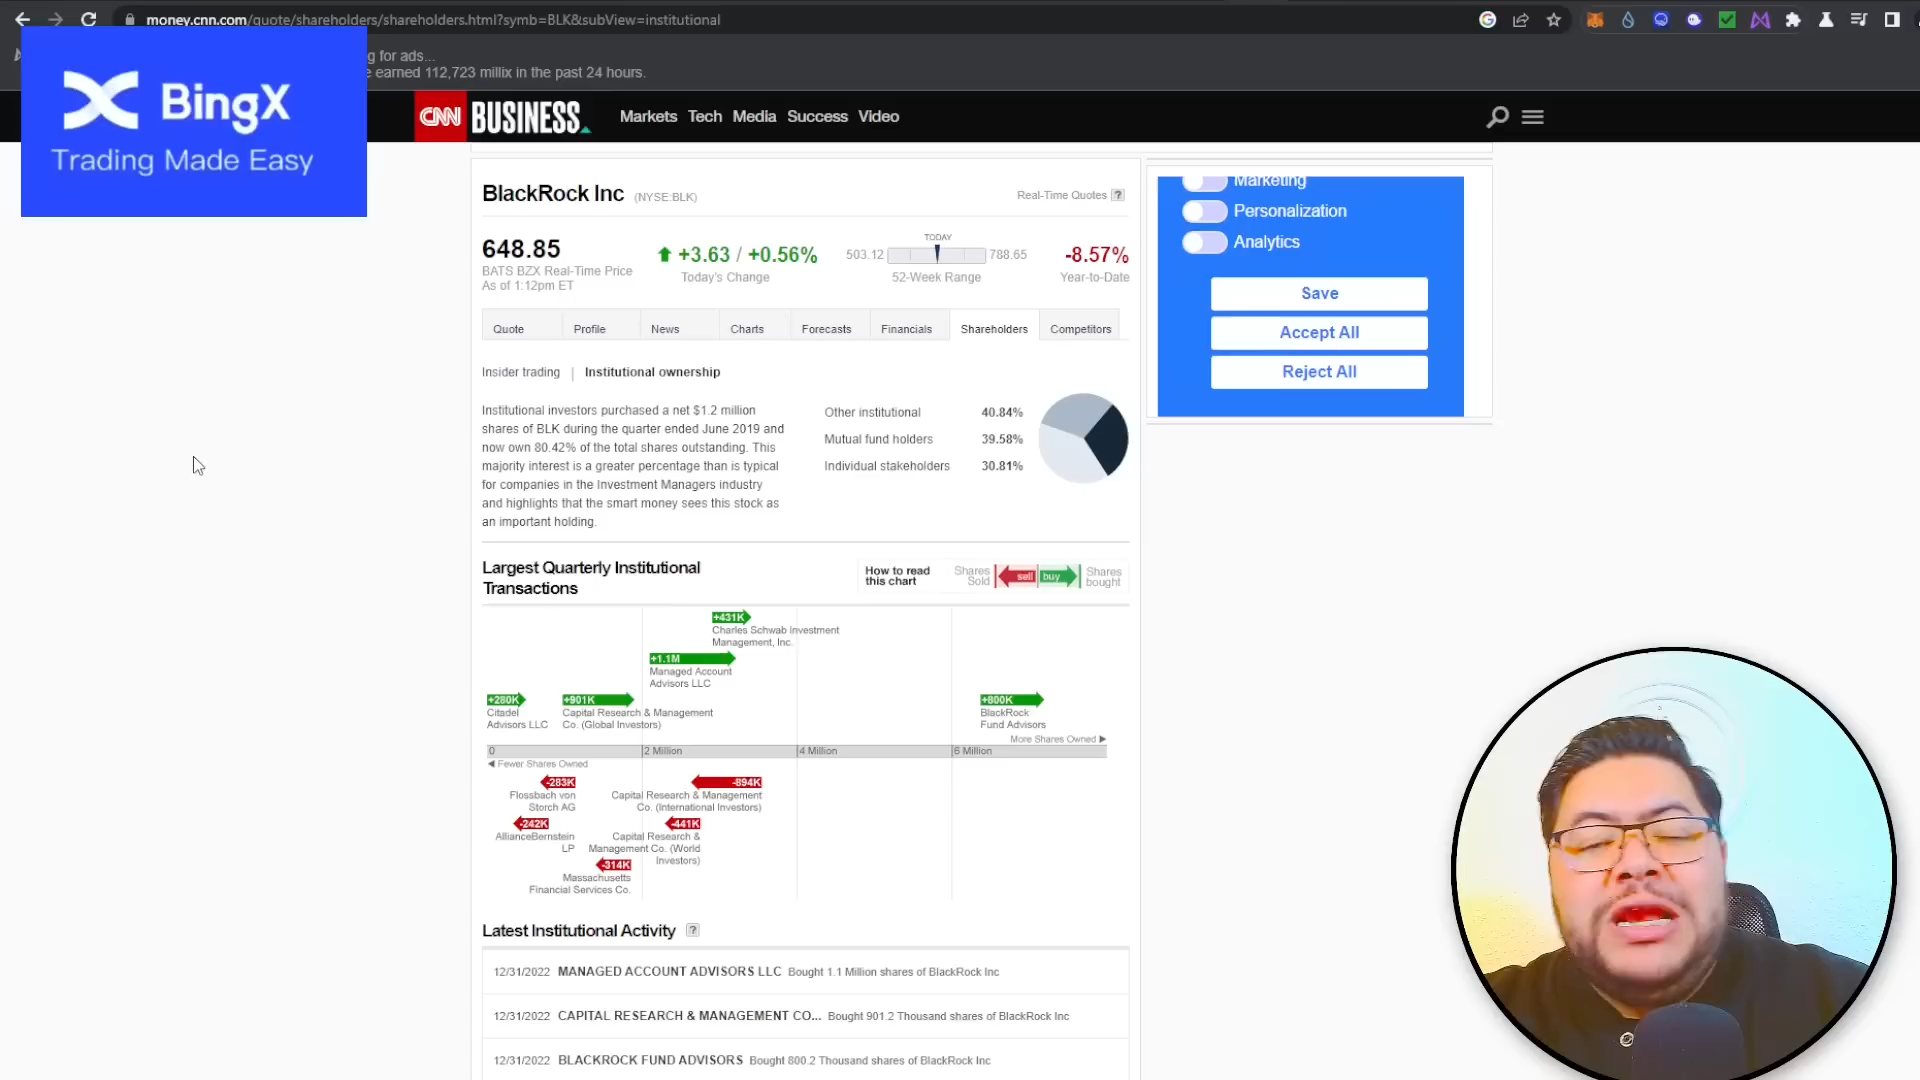 money.cnn.com/quote/shareholders/shareholders.html?symb=BLK&subView=institutional
g for ads...
e earned 112,723 millix in the past 24 hours.
BingX
Trading Made Easy
CNN BUSINESS
Markets Tech Media Success Video
BlackRock Inc (NYSE:BLK)
Real-Time Quotes ?
648.85
BATS BZX Real-Time Price
As of 1:12pm ET
+3.63 / +0.56%
Today's Change
TODAY
503.12 788.65
52-Week Range
-8.57%
Year-to-Date
Quote Profile News Charts Forecasts Financials Shareholders Competitors
Insider trading | Institutional ownership
Institutional investors purchased a net $1.2 million
shares of BLK during the quarter ended June 2019 and
now own 80.42% of the total shares outstanding. This
majority interest is a greater percentage than is typical
for companies in the Investment Managers industry
and highlights that the smart money sees this stock as
an important holding.
Other institutional 40.84%
Mutual fund holders 39.58%
Individual stakeholders 30.81%
Marketing
Personalization
Analytics
Save
Accept All
Reject All
Largest Quarterly Institutional
Transactions
How to read
this chart
Shares
Sold
sell buy
Shares
bought
+431K
Charles Schwab Investment
Management, Inc.
+1.1M
Managed Account
Advisors LLC
+280K
Citadel
Advisors LLC
+901K
Capital Research & Management
Co. (Global Investors)
+800K
BlackRock
Fund Advisors
More Shares Owned
0 2 Million 4 Million 6 Million
Fewer Shares Owned
-283K
Flossbach von
Storch AG
-894K
Capital Research & Management
Co. (International Investors)
-242K
AllianceBernstein
LP
-441K
Capital Research &
Management Co. (World
Investors)
-314K
Massachusetts
Financial Services Co.
Latest Institutional Activity ?
12/31/2022 MANAGED ACCOUNT ADVISORS LLC Bought 1.1 Million shares of BlackRock Inc
12/31/2022 CAPITAL RESEARCH & MANAGEMENT CO... Bought 901.2 Thousand shares of BlackRock Inc
12/31/2022 BLACKROCK FUND ADVISORS Bought 800.2 Thousand shares of BlackRock Inc